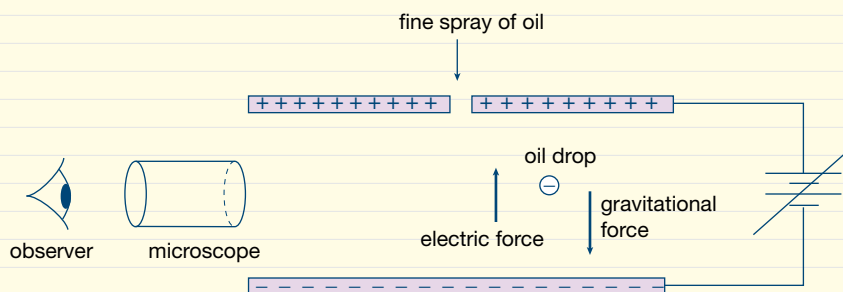 fine spray of oil
+ + + + + + + + + + + + + + + + + + +
oil drop
−
gravitational
force
electric force
observer
microscope
− − − − − − − − − − − − − − − − − −